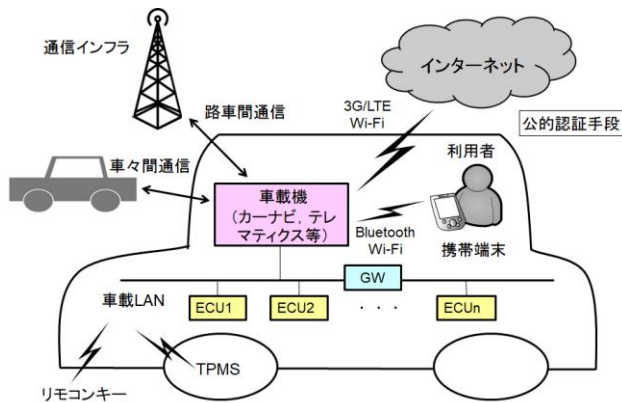 通信インフラ
インターネット
路車間通信
3G/LTE
Wi-Fi
公的認証手段
車々間通信
利用者
車載機
(カーナビ, テレ
マティクス等)
Bluetooth
Wi-Fi
携帯端末
GW
車載LAN
ECU1
ECU2
・・・
ECUn
TPMS
リモコンキー